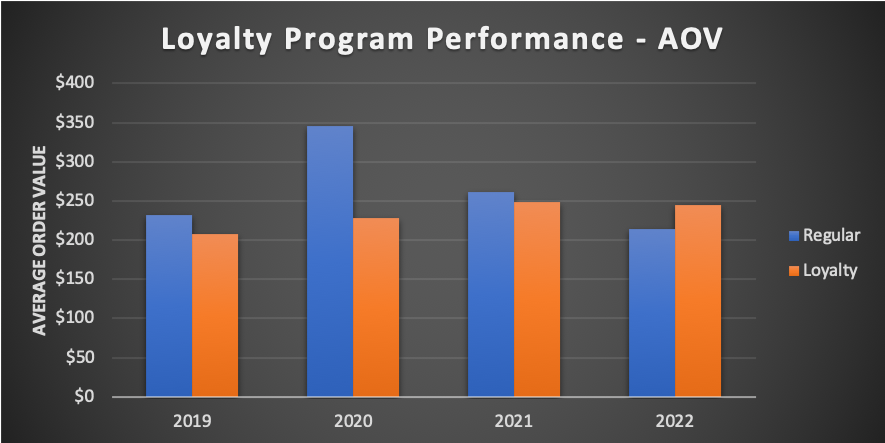 Loyalty Program Performance - AOV
AVERAGE ORDER VALUE
$400
$350
$300
$250
$200
$150
$100
$50
$0
2019 2020 2021 2022
Regular
Loyalty